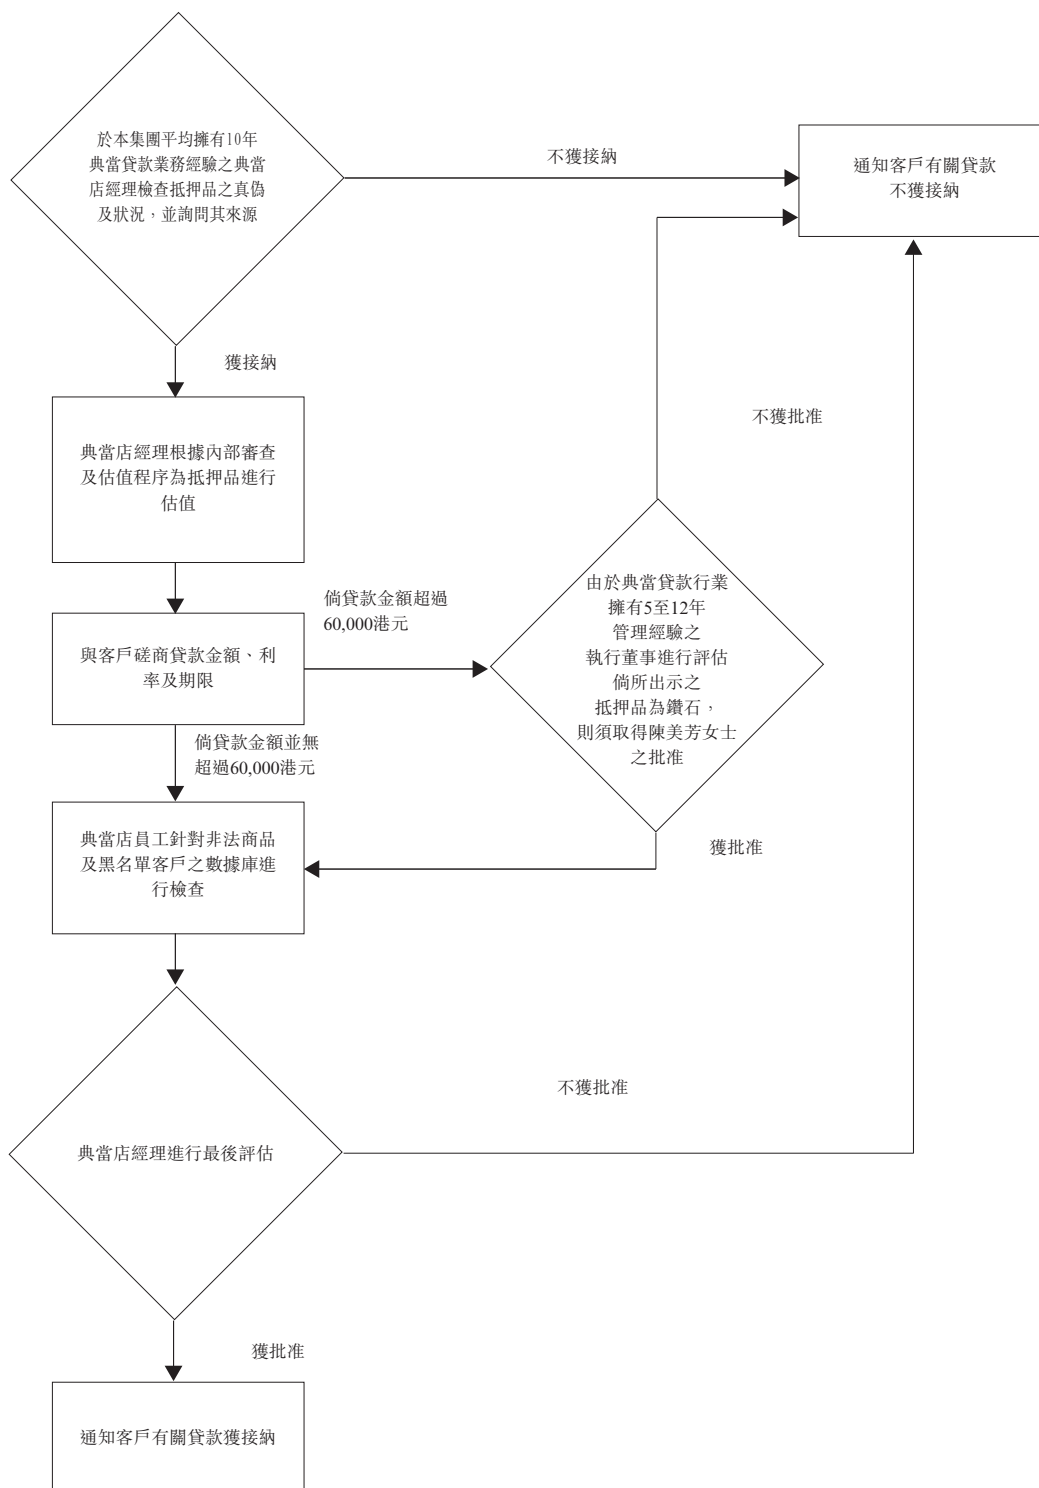 於本集團平均擁有10年
典當貸款業務經驗之典當
店經理檢查抵押品之真偽
及狀況，並詢問其來源
不獲接納
通知客戶有關貸款
不獲接納
獲接納
典當店經理根據內部審查
及估值程序為抵押品進行
估值
不獲批准
倘貸款金額超過
60,000港元
與客戶磋商貸款金額、利
率及期限
由於典當貸款行業
擁有5至12年
管理經驗之
執行董事進行評估
倘所出示之
抵押品為鑽石，
則須取得陳美芳女士
之批准
倘貸款金額並無
超過60,000港元
典當店員工針對非法商品
及黑名單客戶之數據庫進
行檢查
獲批准
典當店經理進行最後評估
不獲批准
獲批准
通知客戶有關貸款獲接納